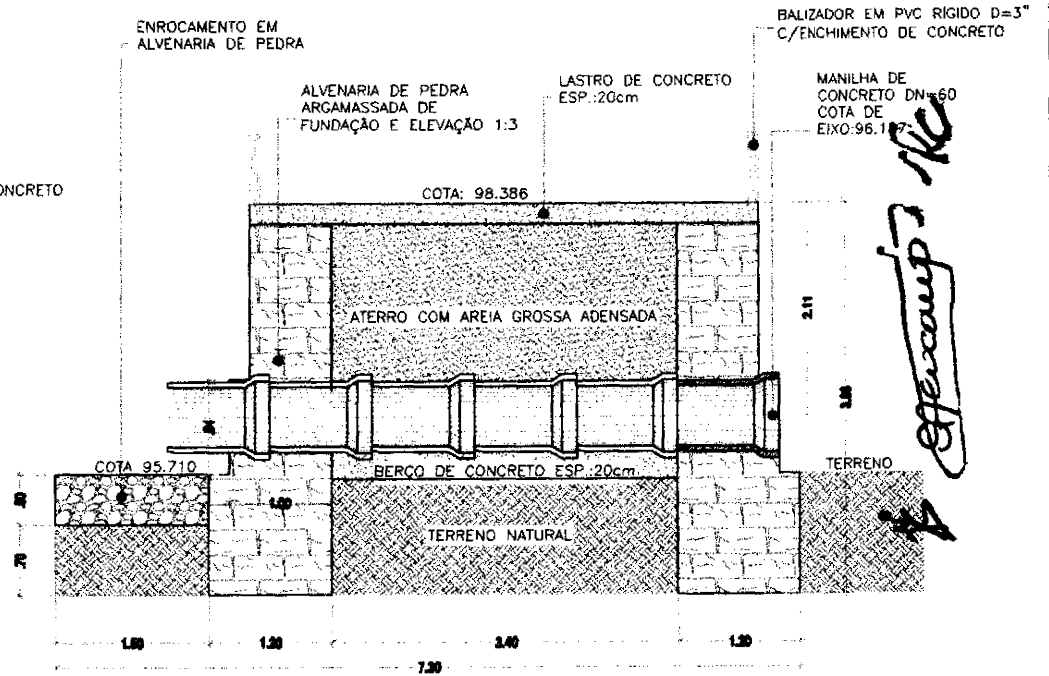 ENROCAMENTO EM
ALVENARIA DE PEDRA
BALIZADOR EM PVC RIGIDO D=3"
C/ENCHIMENTO DE CONCRETO
ALVENARIA DE PEDRA
ARGAMASSADA DE
FUNDAÇÃO E ELEVAÇÃO 1:3
LASTRO DE CONCRETO
ESP.:20cm
MANILHA DE
CONCRETO DN=60
COTA DE
EIXO:96.
ONCRETO
COTA: 98.386
ATERRO COM AREIA GROSSA ADENSADA
2.11
COTA 95.710
BERÇO DE CONCRETO ESP.:20cm
TERRENO
1.00
TERRENO NATURAL
.70
1.50
1.20
3.40
1.20
7.30